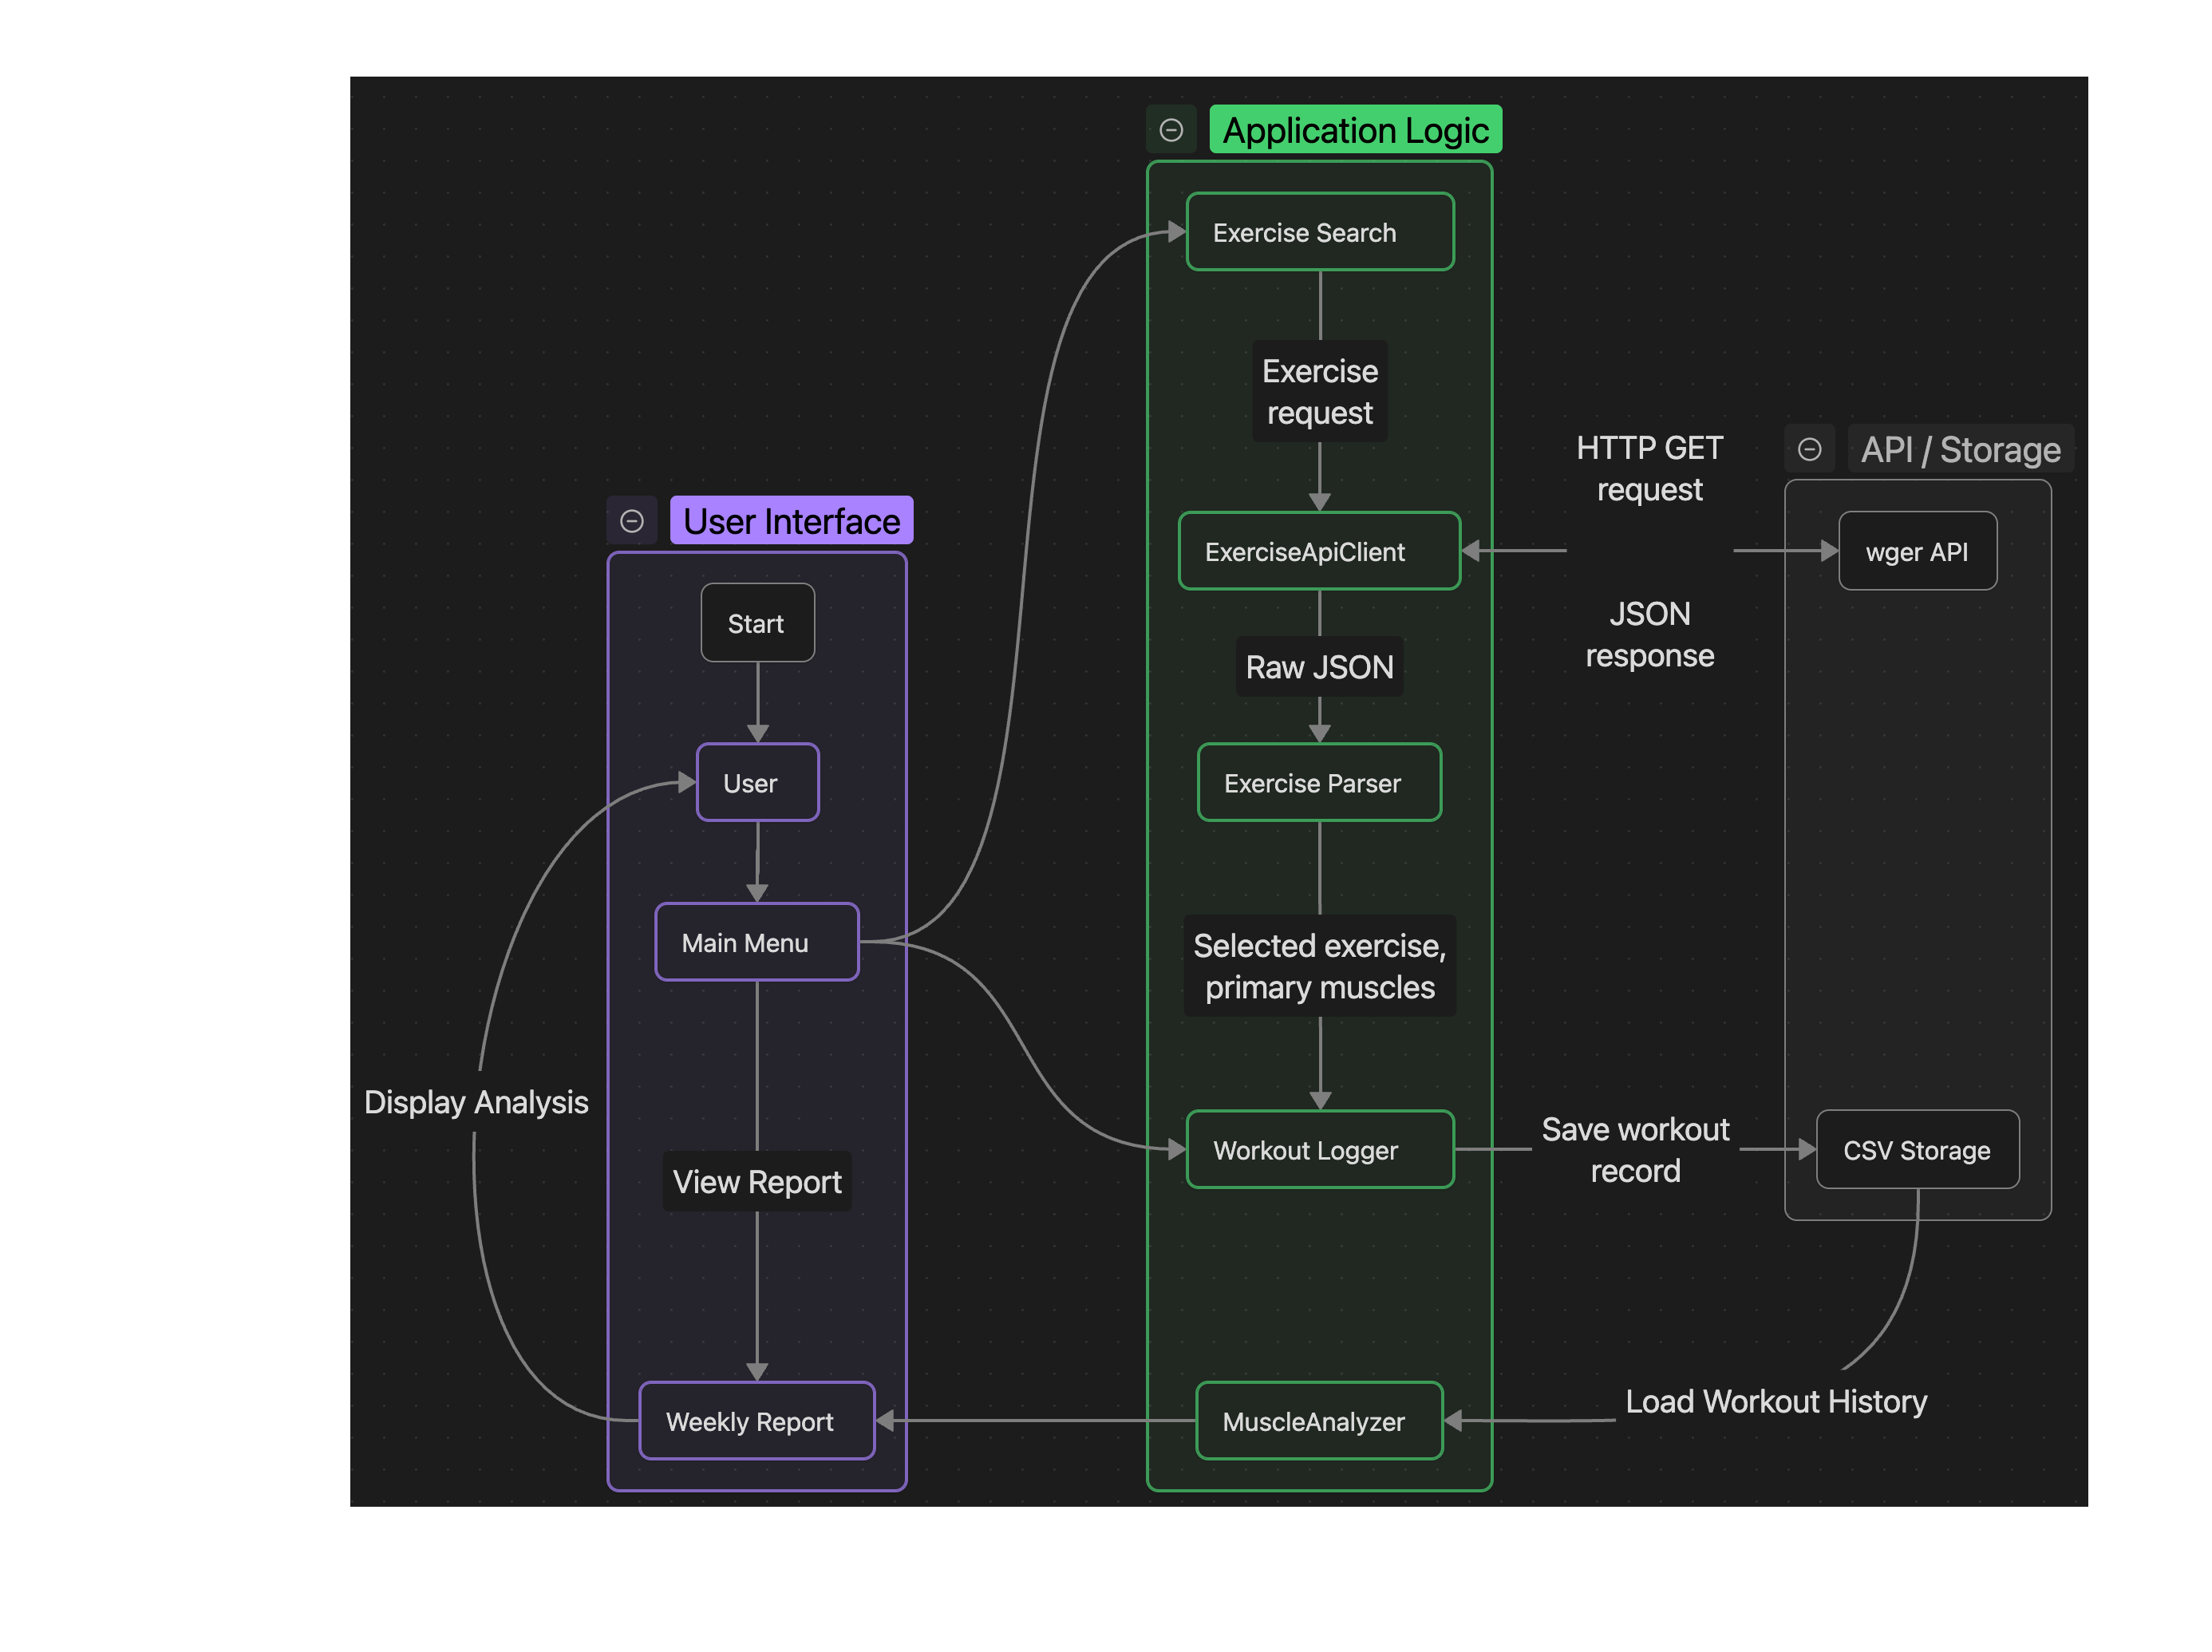 Application Logic
Exercise Search
Exercise
request
HTTP GET
request
API / Storage
User Interface
ExerciseApiClient
wger API
Start
JSON
response
Raw JSON
User
Exercise Parser
Main Menu
Selected exercise,
primary muscles
Display Analysis
View Report
Workout Logger
Save workout
record
CSV Storage
Weekly Report
MuscleAnalyzer
Load Workout History